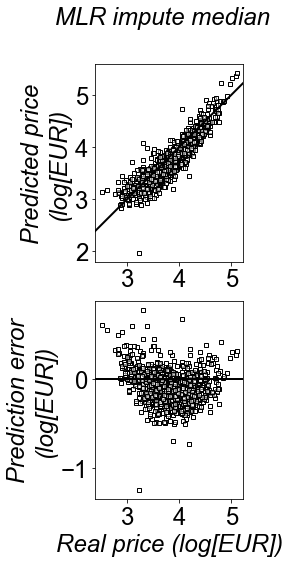 MLR impute median
Predicted price
(log[EUR])
5
4
3
2
3 4 5
Prediction error
(log[EUR])
0
−1
3 4 5
Real price (log[EUR])